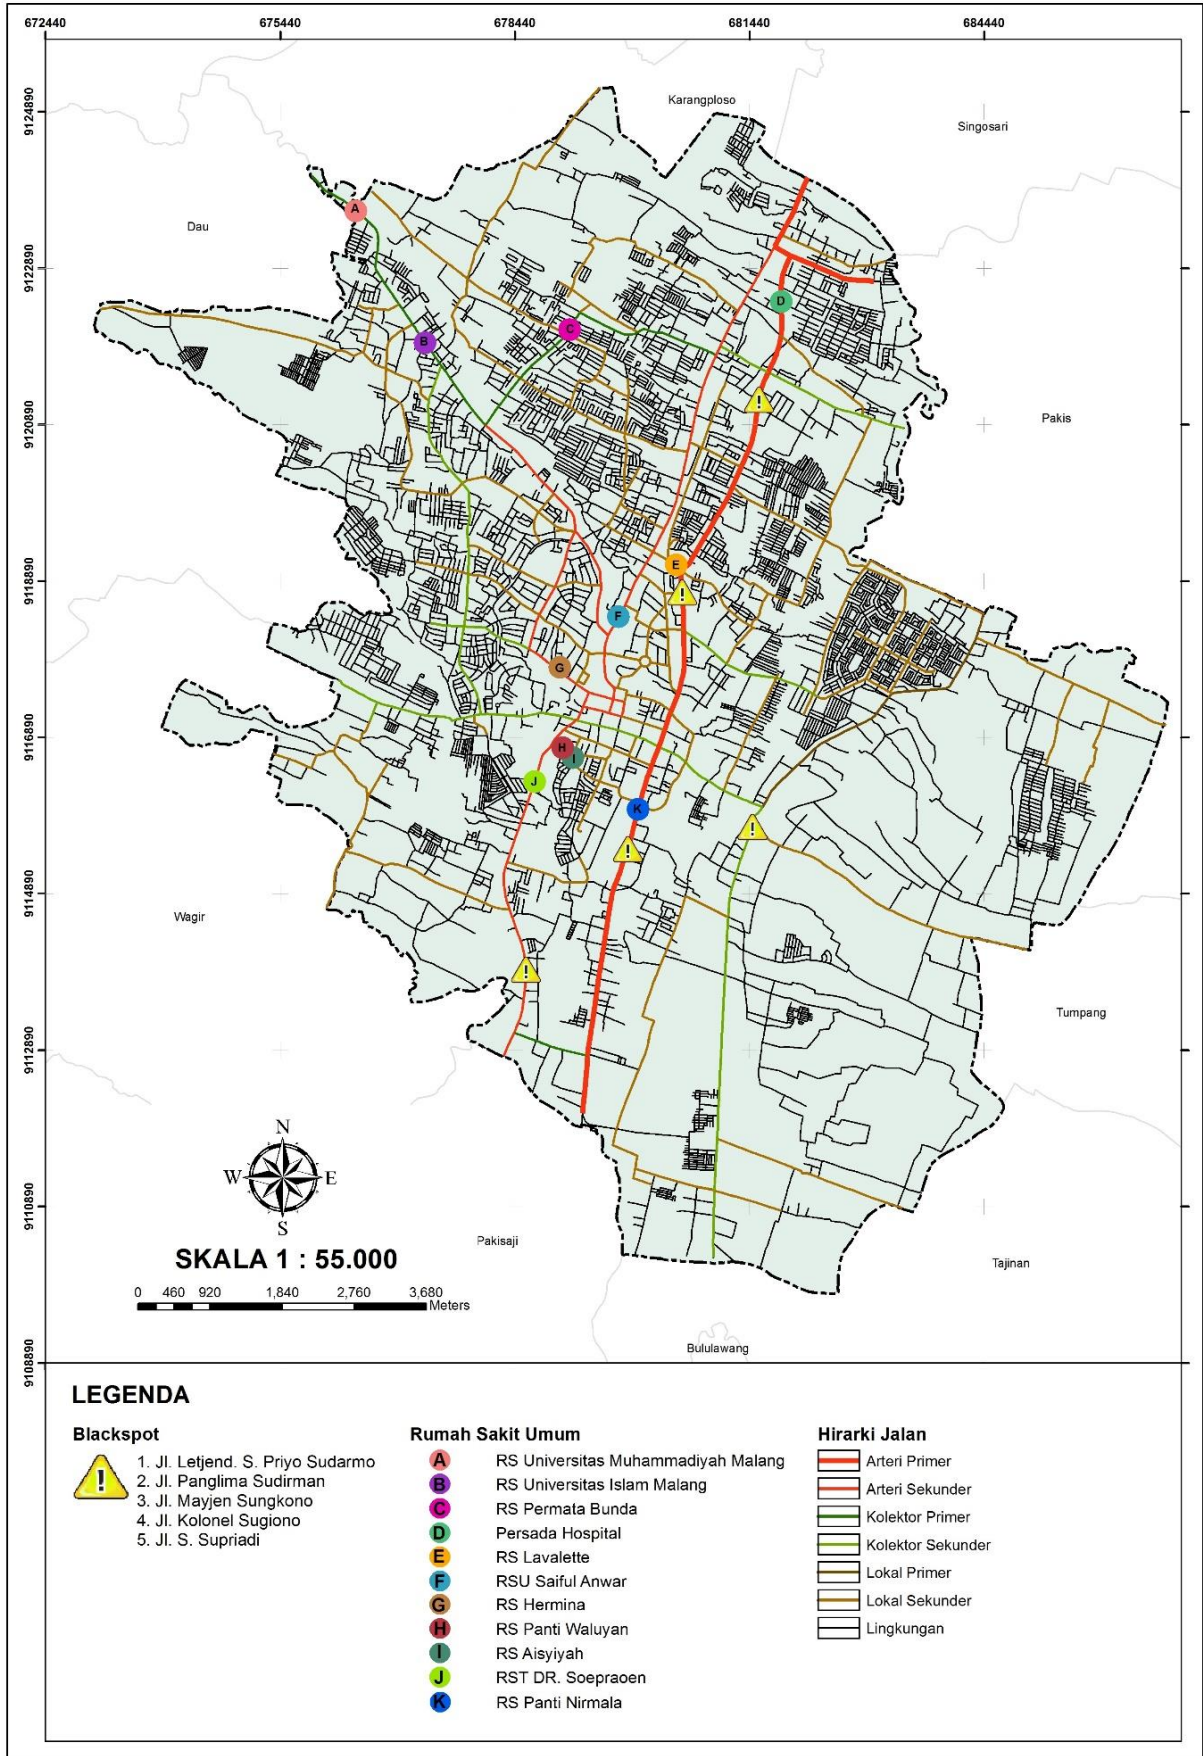 672440 675440 678440 681440 684440
9124890
Karangploso
Singosari
Dau
9122890
A
D
C
B
9120890
Pakis
!
9118890
E
!
F
G
9116890
H
I
J
K
!
!
9114890
Wagir
!
Tumpang
9112890
N
W E
S
9110890
Pakisaji
Tajinan
SKALA 1 : 55.000
0 460 920 1,840 2,760 3,680
Meters
Bululawang
9108890
LEGENDA
Blackspot
!
1. Jl. Letjend. S. Priyo Sudarmo
2. Jl. Panglima Sudirman
3. Jl. Mayjen Sungkono
4. Jl. Kolonel Sugiono
5. Jl. S. Supriadi
Rumah Sakit Umum
A RS Universitas Muhammadiyah Malang
B RS Universitas Islam Malang
C RS Permata Bunda
D Persada Hospital
E RS Lavalette
F RSU Saiful Anwar
G RS Hermina
H RS Panti Waluyan
I RS Aisyiyah
J RST DR. Soepraoen
K RS Panti Nirmala
Hirarki Jalan
Arteri Primer
Arteri Sekunder
Kolektor Primer
Kolektor Sekunder
Lokal Primer
Lokal Sekunder
Lingkungan